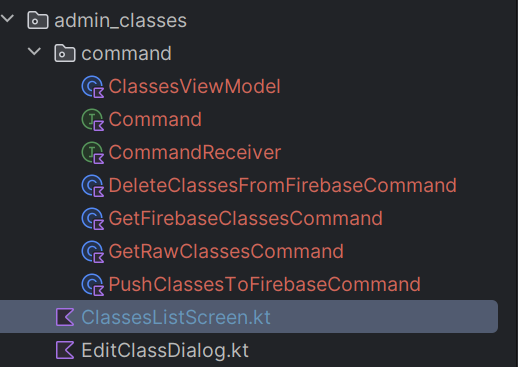 admin_classes
command
ClassesViewModel
Command
CommandReceiver
DeleteClassesFromFirebaseCommand
GetFirebaseClassesCommand
GetRawClassesCommand
PushClassesToFirebaseCommand
ClassesListScreen.kt
EditClassDialog.kt